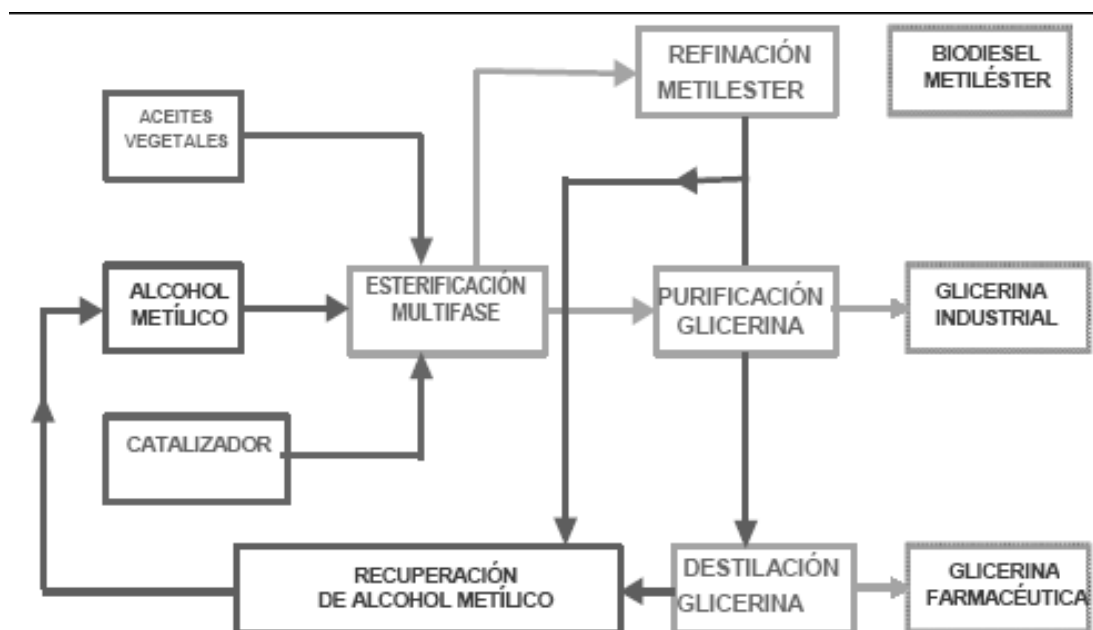 REFINACIÓN
METILESTER
BIODIESEL
METILÉSTER
ACEITES
VEGETALES
ALCOHOL
METÍLICO
ESTERIFICACIÓN
MULTIFASE
PURIFICACIÓN
GLICERINA
GLICERINA
INDUSTRIAL
CATALIZADOR
RECUPERACIÓN
DE ALCOHOL METÍLICO
DESTILACIÓN
GLICERINA
GLICERINA
FARMACÉUTICA